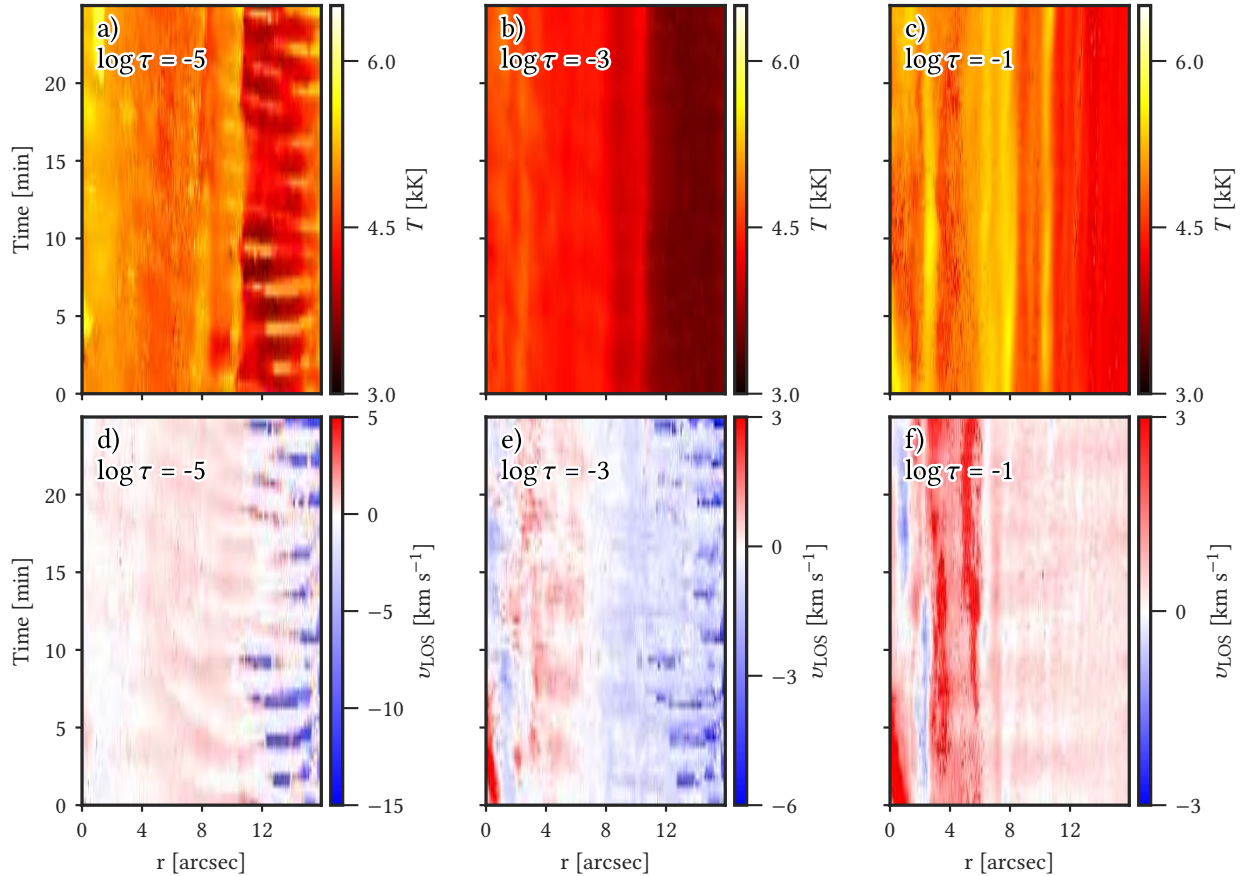 a)
log τ = -5
b)
log τ = -3
c)
log τ = -1
20
15
10
5
0
Time [min]
6.0
4.5
3.0
T [kK]
6.0
4.5
3.0
T [kK]
6.0
4.5
3.0
T [kK]
d)
log τ = -5
e)
log τ = -3
f)
log τ = -1
20
15
10
5
0
Time [min]
5
0
−5
−10
−15
υLOS [km s⁻¹]
3
0
−3
−6
υLOS [km s⁻¹]
3
0
−3
υLOS [km s⁻¹]
0 4 8 12
r [arcsec]
0 4 8 12
r [arcsec]
0 4 8 12
r [arcsec]